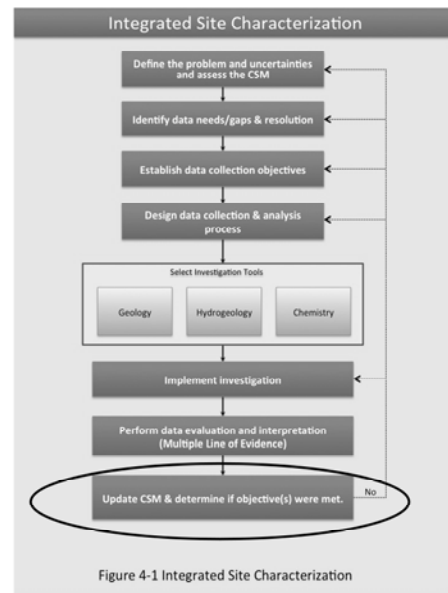 Integrated Site Characterization
Define the problem and uncertainties
and assess the CSM
Identify data needs/gaps & resolution
Establish data collection objectives
Design data collection & analysis
process
Select Investigation Tools
Geology
Hydrogeology
Chemistry
Implement investigation
Perform data evaluation and interpretation
(Multiple Line of Evidence)
Update CSM & determine if objective(s) were met.
No
Figure 4-1 Integrated Site Characterization